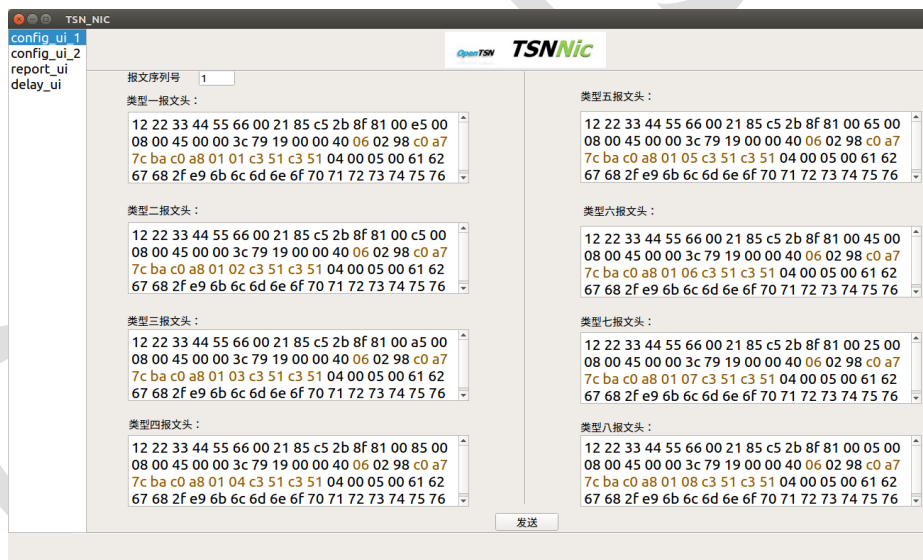 TSN_NIC
config_ui_1
config_ui_2
report_ui
delay_ui
OpenTSN TSNNic
报文序列号 1
类型一报文头：
12 22 33 44 55 66 00 21 85 c5 2b 8f 81 00 e5 00
08 00 45 00 00 3c 79 19 00 00 40 06 02 98 c0 a7
7c ba c0 a8 01 01 c3 51 c3 51 04 00 05 00 61 62
67 68 2f e9 6b 6c 6d 6e 6f 70 71 72 73 74 75 76
类型二报文头：
12 22 33 44 55 66 00 21 85 c5 2b 8f 81 00 c5 00
08 00 45 00 00 3c 79 19 00 00 40 06 02 98 c0 a7
7c ba c0 a8 01 02 c3 51 c3 51 04 00 05 00 61 62
67 68 2f e9 6b 6c 6d 6e 6f 70 71 72 73 74 75 76
类型三报文头：
12 22 33 44 55 66 00 21 85 c5 2b 8f 81 00 a5 00
08 00 45 00 00 3c 79 19 00 00 40 06 02 98 c0 a7
7c ba c0 a8 01 03 c3 51 c3 51 04 00 05 00 61 62
67 68 2f e9 6b 6c 6d 6e 6f 70 71 72 73 74 75 76
类型四报文头：
12 22 33 44 55 66 00 21 85 c5 2b 8f 81 00 85 00
08 00 45 00 00 3c 79 19 00 00 40 06 02 98 c0 a7
7c ba c0 a8 01 04 c3 51 c3 51 04 00 05 00 61 62
67 68 2f e9 6b 6c 6d 6e 6f 70 71 72 73 74 75 76
类型五报文头：
12 22 33 44 55 66 00 21 85 c5 2b 8f 81 00 65 00
08 00 45 00 00 3c 79 19 00 00 40 06 02 98 c0 a7
7c ba c0 a8 01 05 c3 51 c3 51 04 00 05 00 61 62
67 68 2f e9 6b 6c 6d 6e 6f 70 71 72 73 74 75 76
类型六报文头：
12 22 33 44 55 66 00 21 85 c5 2b 8f 81 00 45 00
08 00 45 00 00 3c 79 19 00 00 40 06 02 98 c0 a7
7c ba c0 a8 01 06 c3 51 c3 51 04 00 05 00 61 62
67 68 2f e9 6b 6c 6d 6e 6f 70 71 72 73 74 75 76
类型七报文头：
12 22 33 44 55 66 00 21 85 c5 2b 8f 81 00 25 00
08 00 45 00 00 3c 79 19 00 00 40 06 02 98 c0 a7
7c ba c0 a8 01 07 c3 51 c3 51 04 00 05 00 61 62
67 68 2f e9 6b 6c 6d 6e 6f 70 71 72 73 74 75 76
类型八报文头：
12 22 33 44 55 66 00 21 85 c5 2b 8f 81 00 05 00
08 00 45 00 00 3c 79 19 00 00 40 06 02 98 c0 a7
7c ba c0 a8 01 08 c3 51 c3 51 04 00 05 00 61 62
67 68 2f e9 6b 6c 6d 6e 6f 70 71 72 73 74 75 76
发送